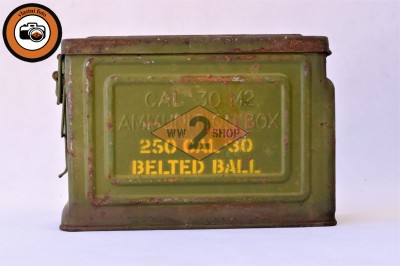 CAL .30 M2
AMMUNITION BOX
WW 2 SHOP
250 CAL .30
BELTED BALL